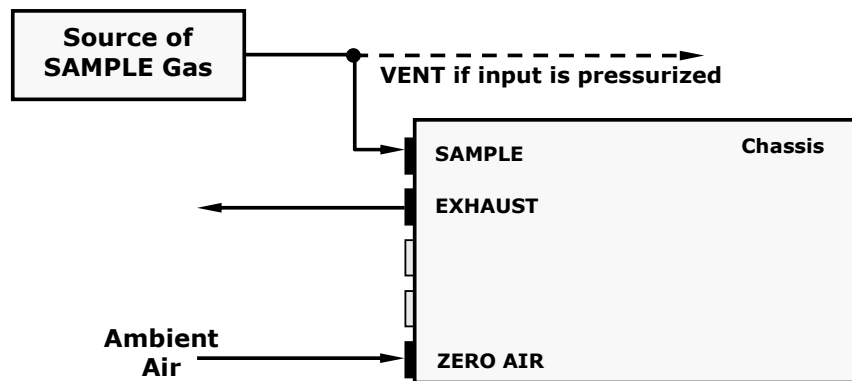 Source of
SAMPLE Gas
VENT if input is pressurized
SAMPLE
Chassis
EXHAUST
Ambient
Air
ZERO AIR